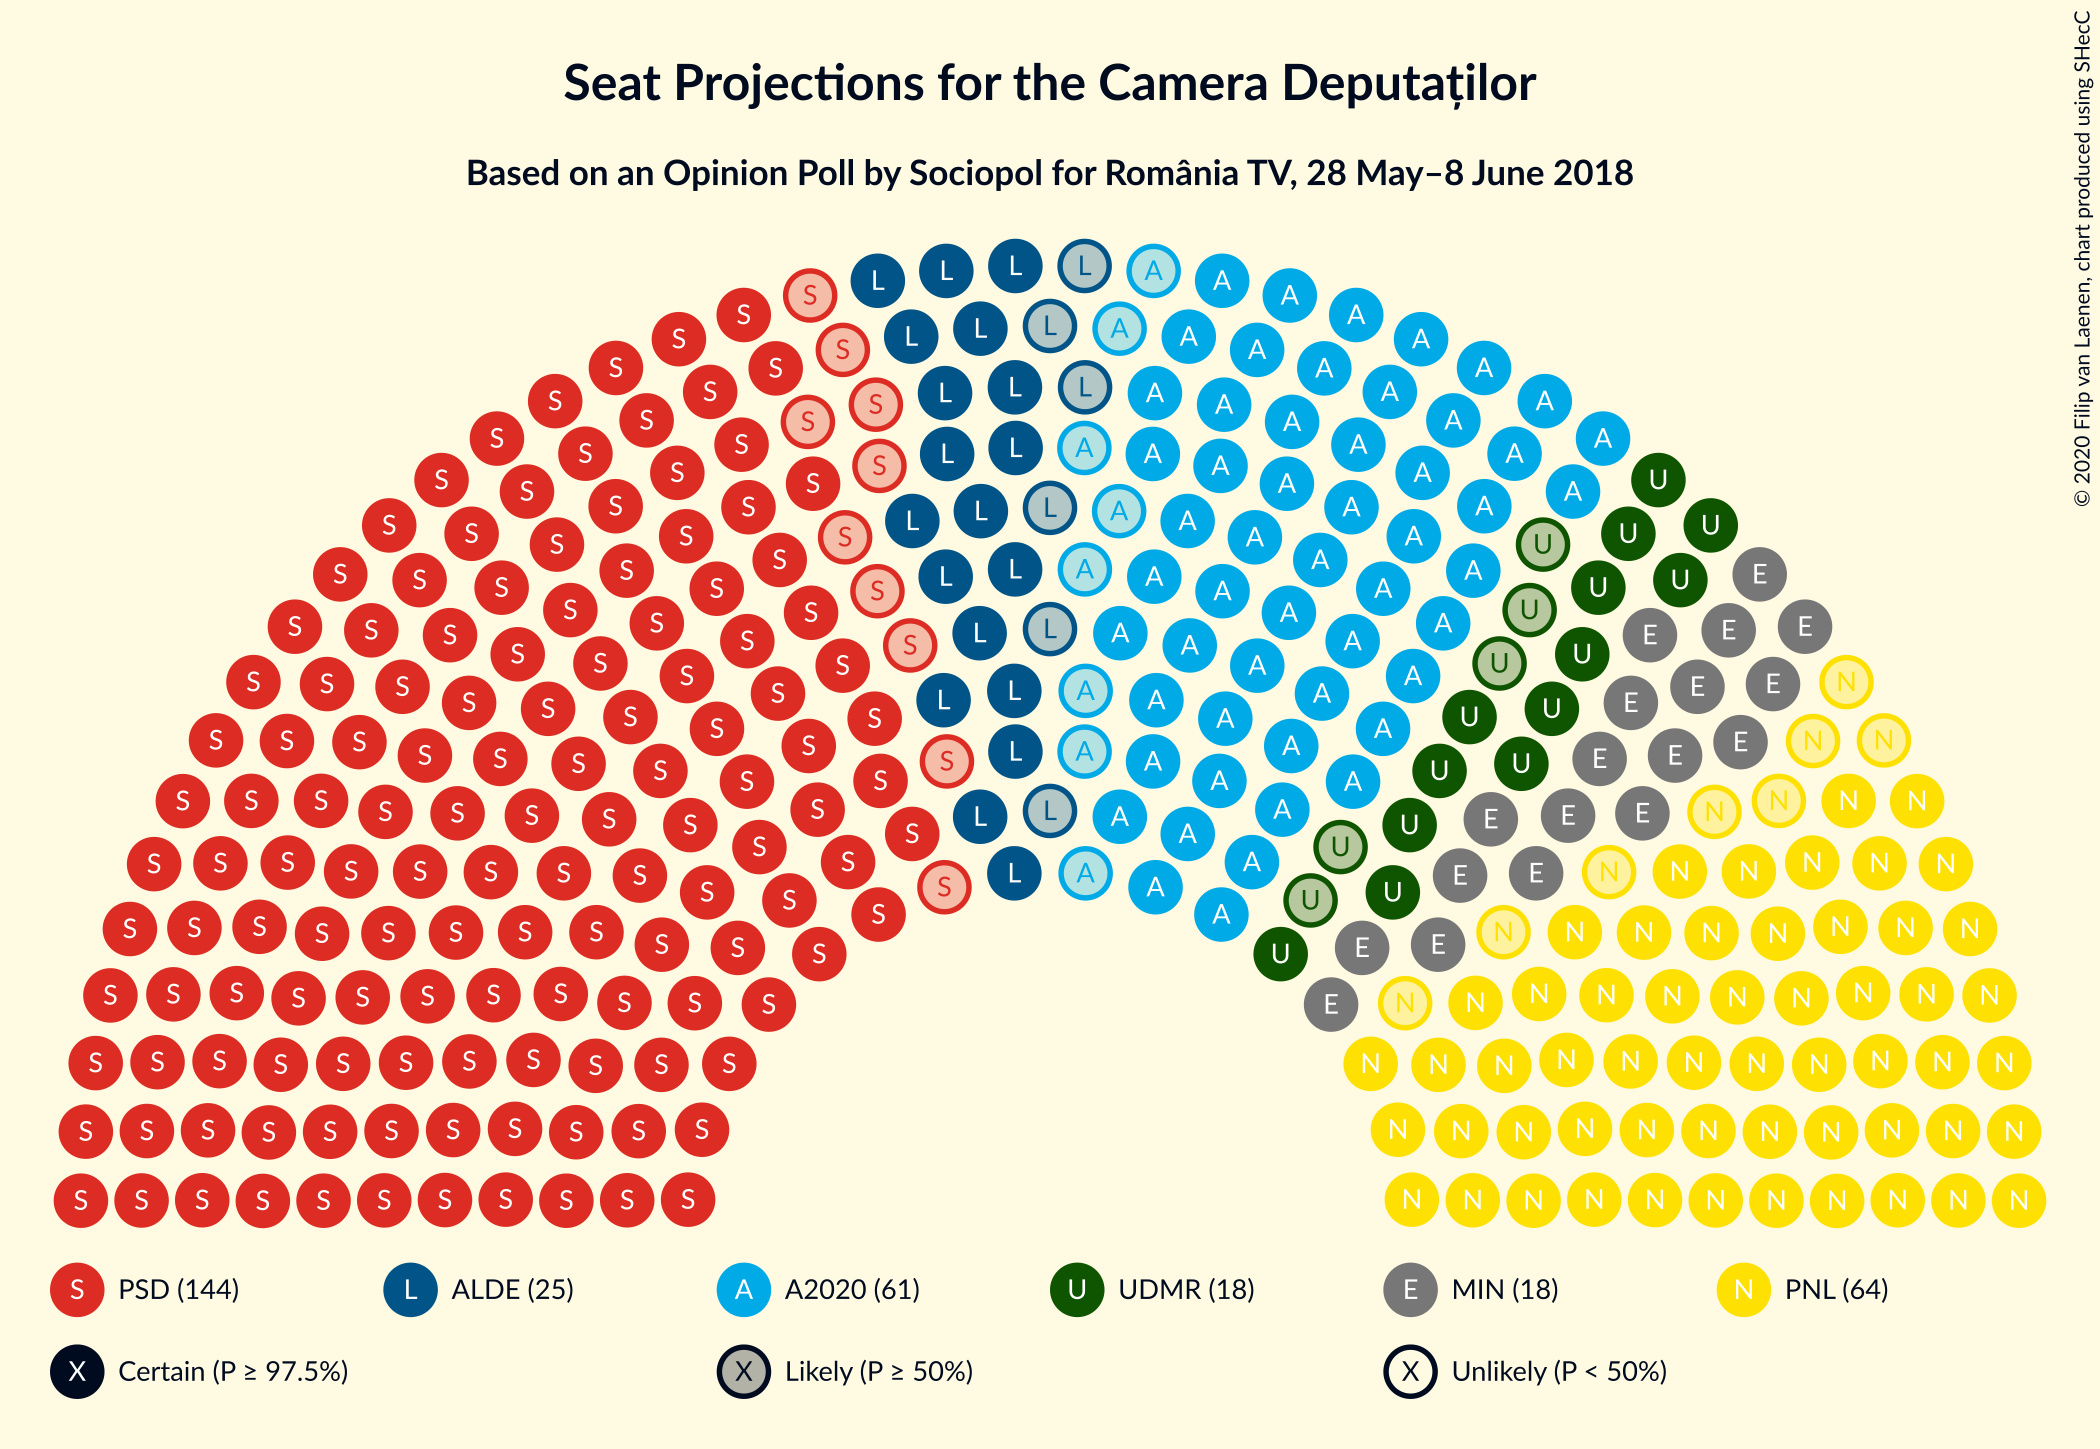 Seat Projections for the Camera Deputaților
Based on an Opinion Poll by Sociopol for România TV, 28 May–8 June 2018
© 2020 Filip van Laenen, chart produced using SHecC
S PSD (144) L ALDE (25) A A2020 (61) U UDMR (18) E MIN (18) N PNL (64)
X Certain (P ≥ 97.5%) X Likely (P ≥ 50%) X Unlikely (P < 50%)